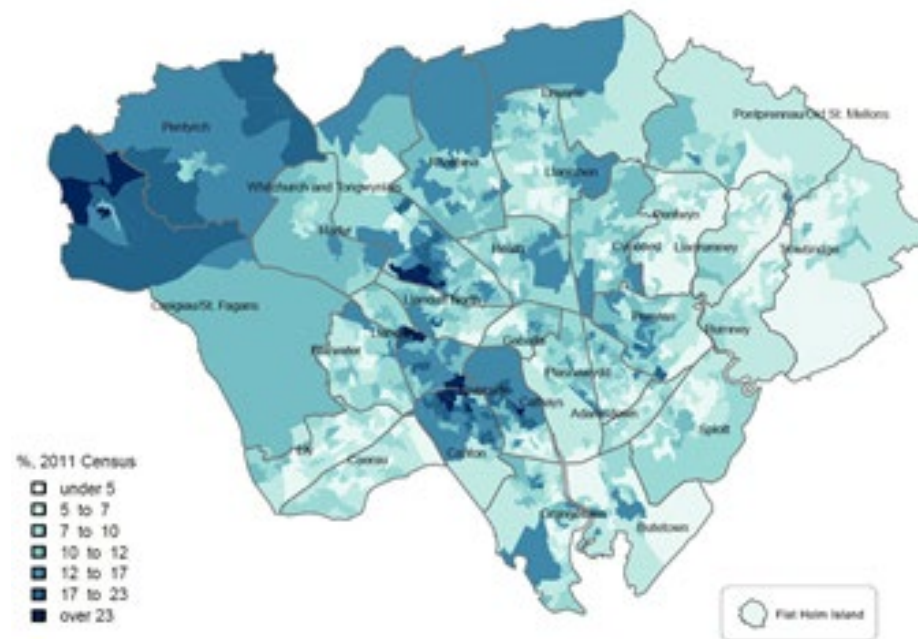 Pentyrch
Lisvane
Pontprennau/Old St. Mellons
Rhiwbina
Llanishen
Whitchurch and Tongwynlais
Pentwyn
Heath
Cyncoed
Llanrumney
Trowbridge
Llandaff North
Creigiau/St. Fagans
Fairwater
Gabalfa
Penylan
Rumney
Plasnewydd
Adamsdown
Splott
Ely
Caerau
Canton
Grangetown
Butetown
%, 2011 Census
under 5
5 to 7
7 to 10
10 to 12
12 to 17
17 to 23
over 23
Flat Holm Island